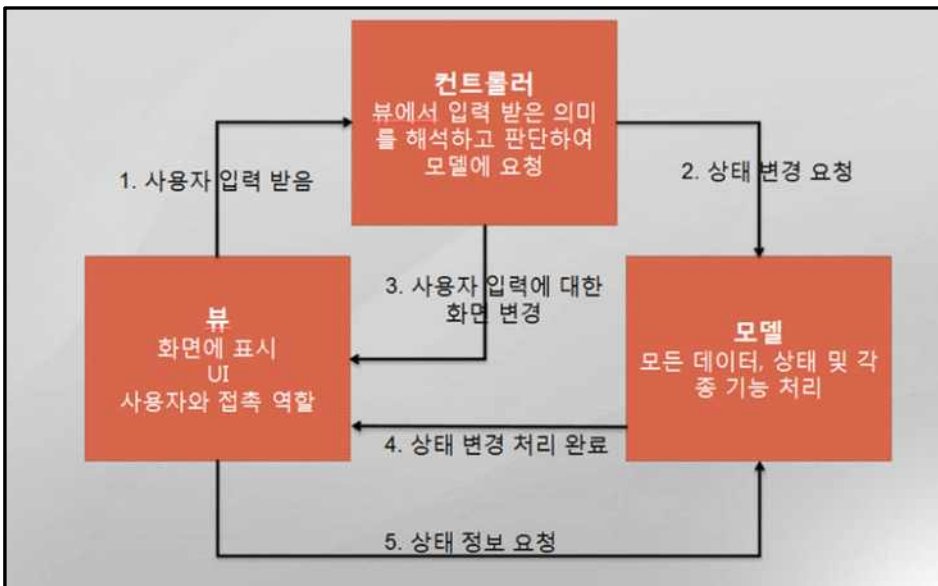 컨트롤러
뷰에서 입력 받은 의미
를 해석하고 판단하여
모델에 요청
1. 사용자 입력 받음
2. 상태 변경 요청
3. 사용자 입력에 대한
화면 변경
뷰
화면에 표시
UI
사용자와 접촉 역할
모델
모든 데이터, 상태 및 각
종 기능 처리
4. 상태 변경 처리 완료
5. 상태 정보 요청